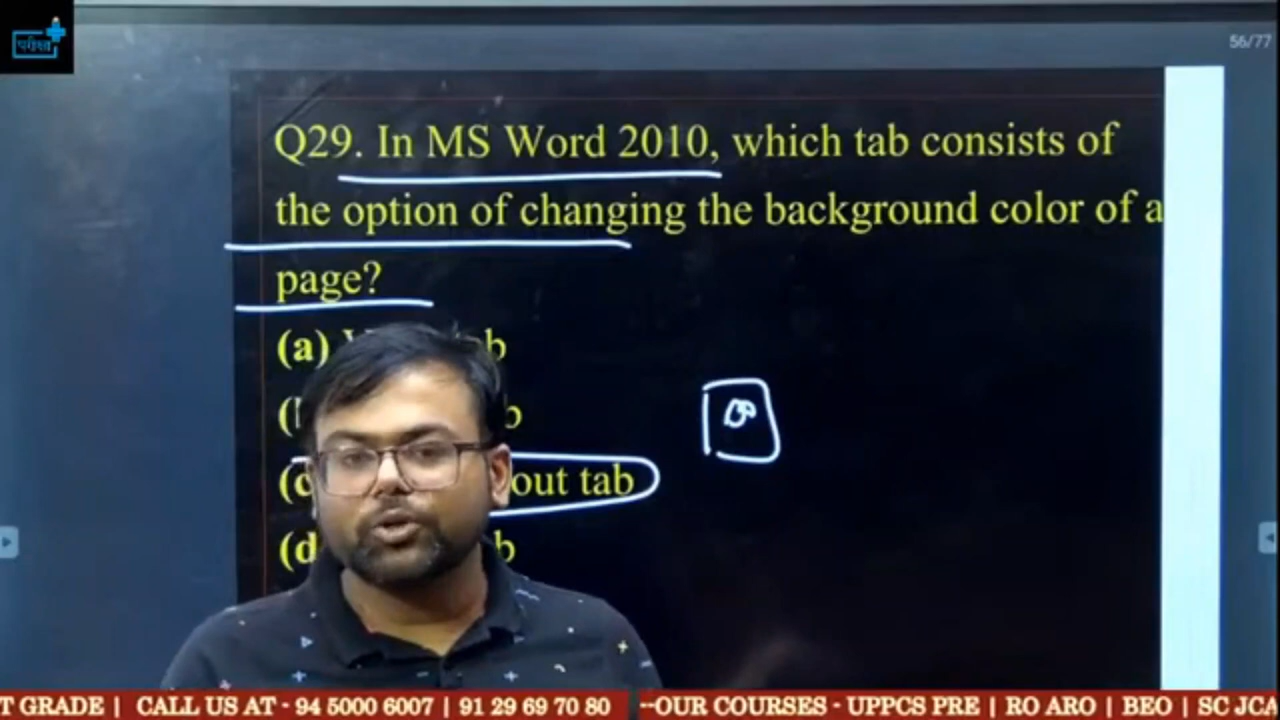 परीक्षा
56/77
Q29. In MS Word 2010, which tab consists of
the option of changing the background color of a
page?
(a)
(c out tab
(d
T GRADE | CALL US AT - 94 5000 6007 | 91 29 69 70 80 --OUR COURSES - UPPCS PRE | RO ARO | BEO | SC JCA